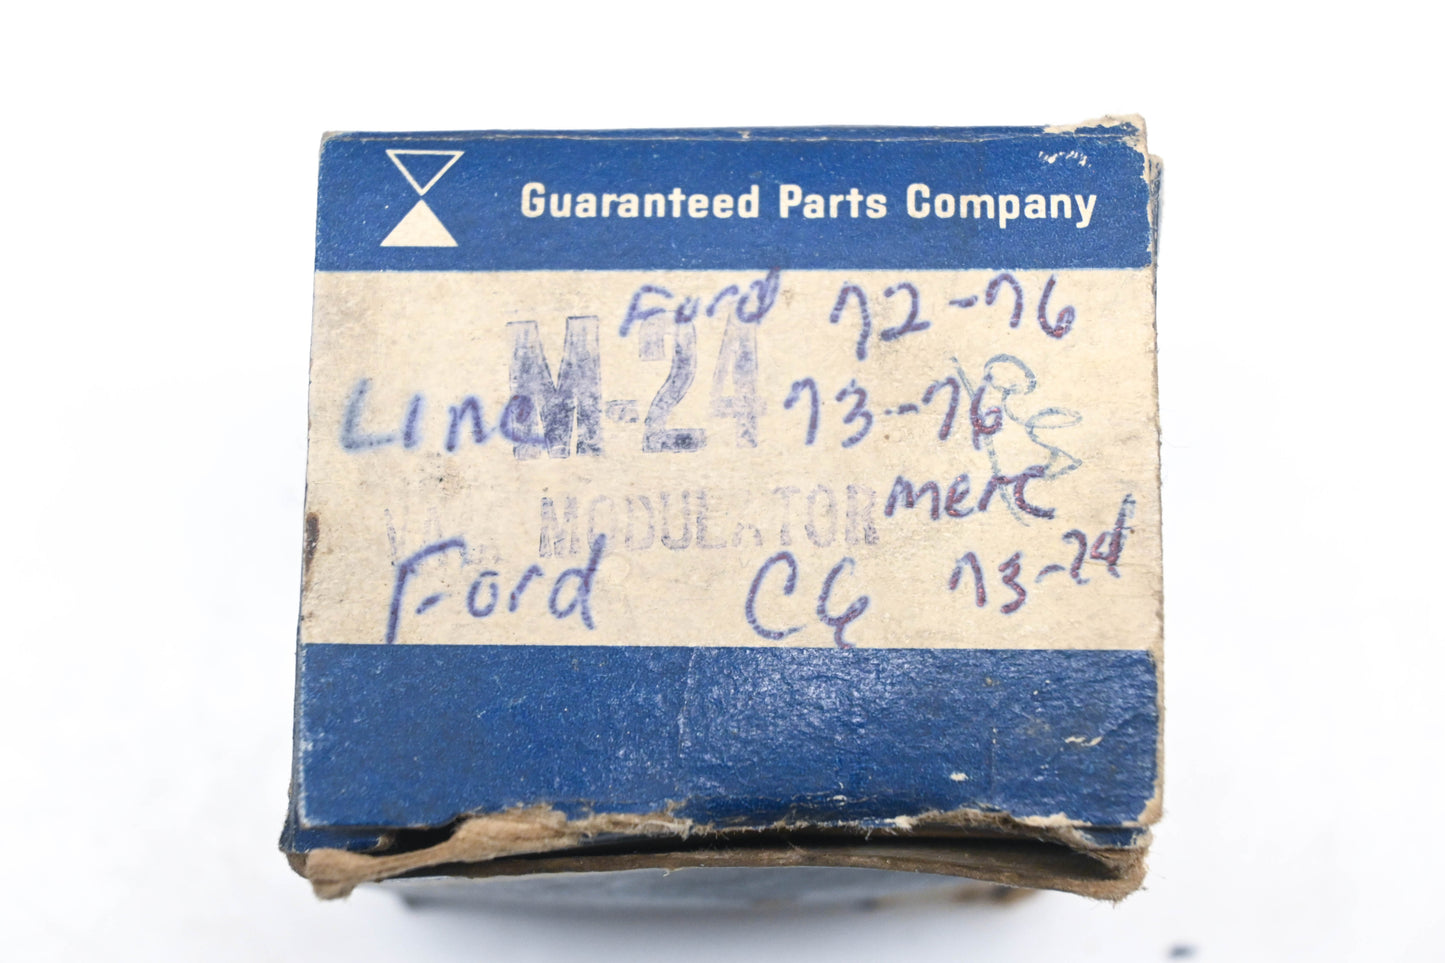 Guaranteed Parts Company
Ford 72-76
M-24
Linc 73-76
Merc
MODULATOR
73-74
Ford C6